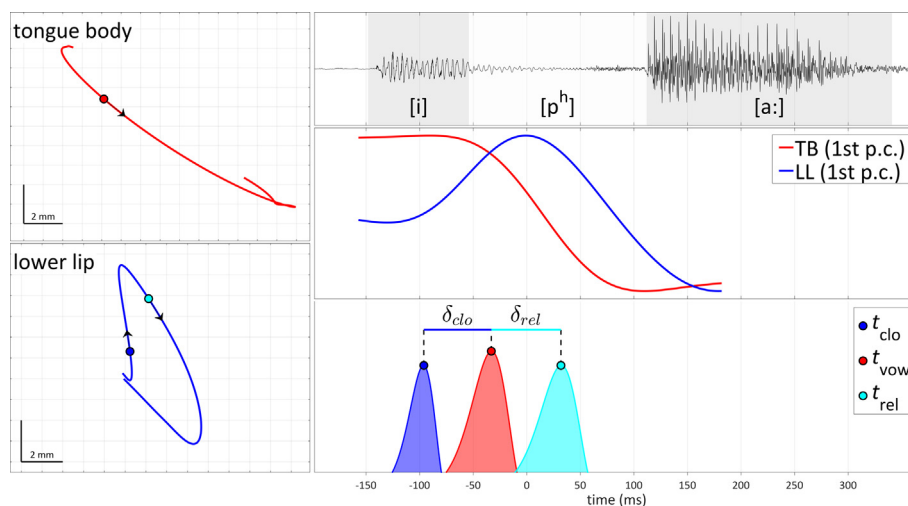 tongue body
2 mm
lower lip
2 mm
[i]
[pʰ]
[a:]
TB (1st p.c.)
LL (1st p.c.)
δclo
δrel
tclo
tvow
trel
-150 -100 -50 0 50 100 150 200 250 300
time (ms)